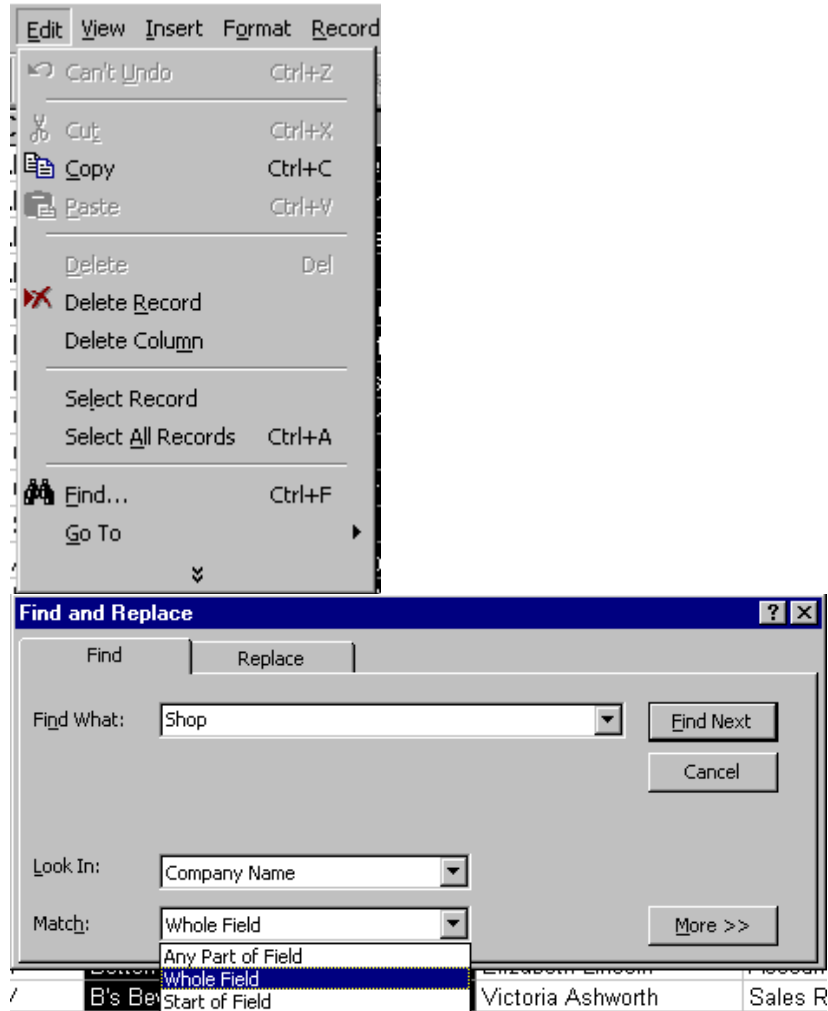 Edit View Insert Format Record
Can't Undo Ctrl+Z
Cut Ctrl+X
Copy Ctrl+C
Paste Ctrl+V
Delete Del
Delete Record
Delete Column
Select Record
Select All Records Ctrl+A
Find... Ctrl+F
Go To
Find and Replace
Find Replace
Find What: Shop Find Next
Cancel
Look In: Company Name
Match: Whole Field More >>
Any Part of Field
Whole Field
B's Bev Victoria Ashworth Sales R
Start of Field